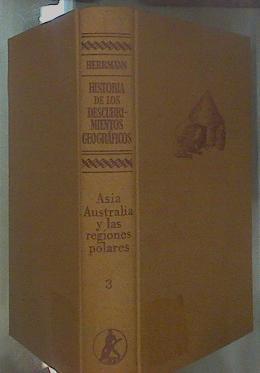 HERRMANN
HISTORIA
DE LOS
DESCUBRI-
MIENTOS
GEOGRÁFICOS
Asia
Australia
y las
regiones
polares
3